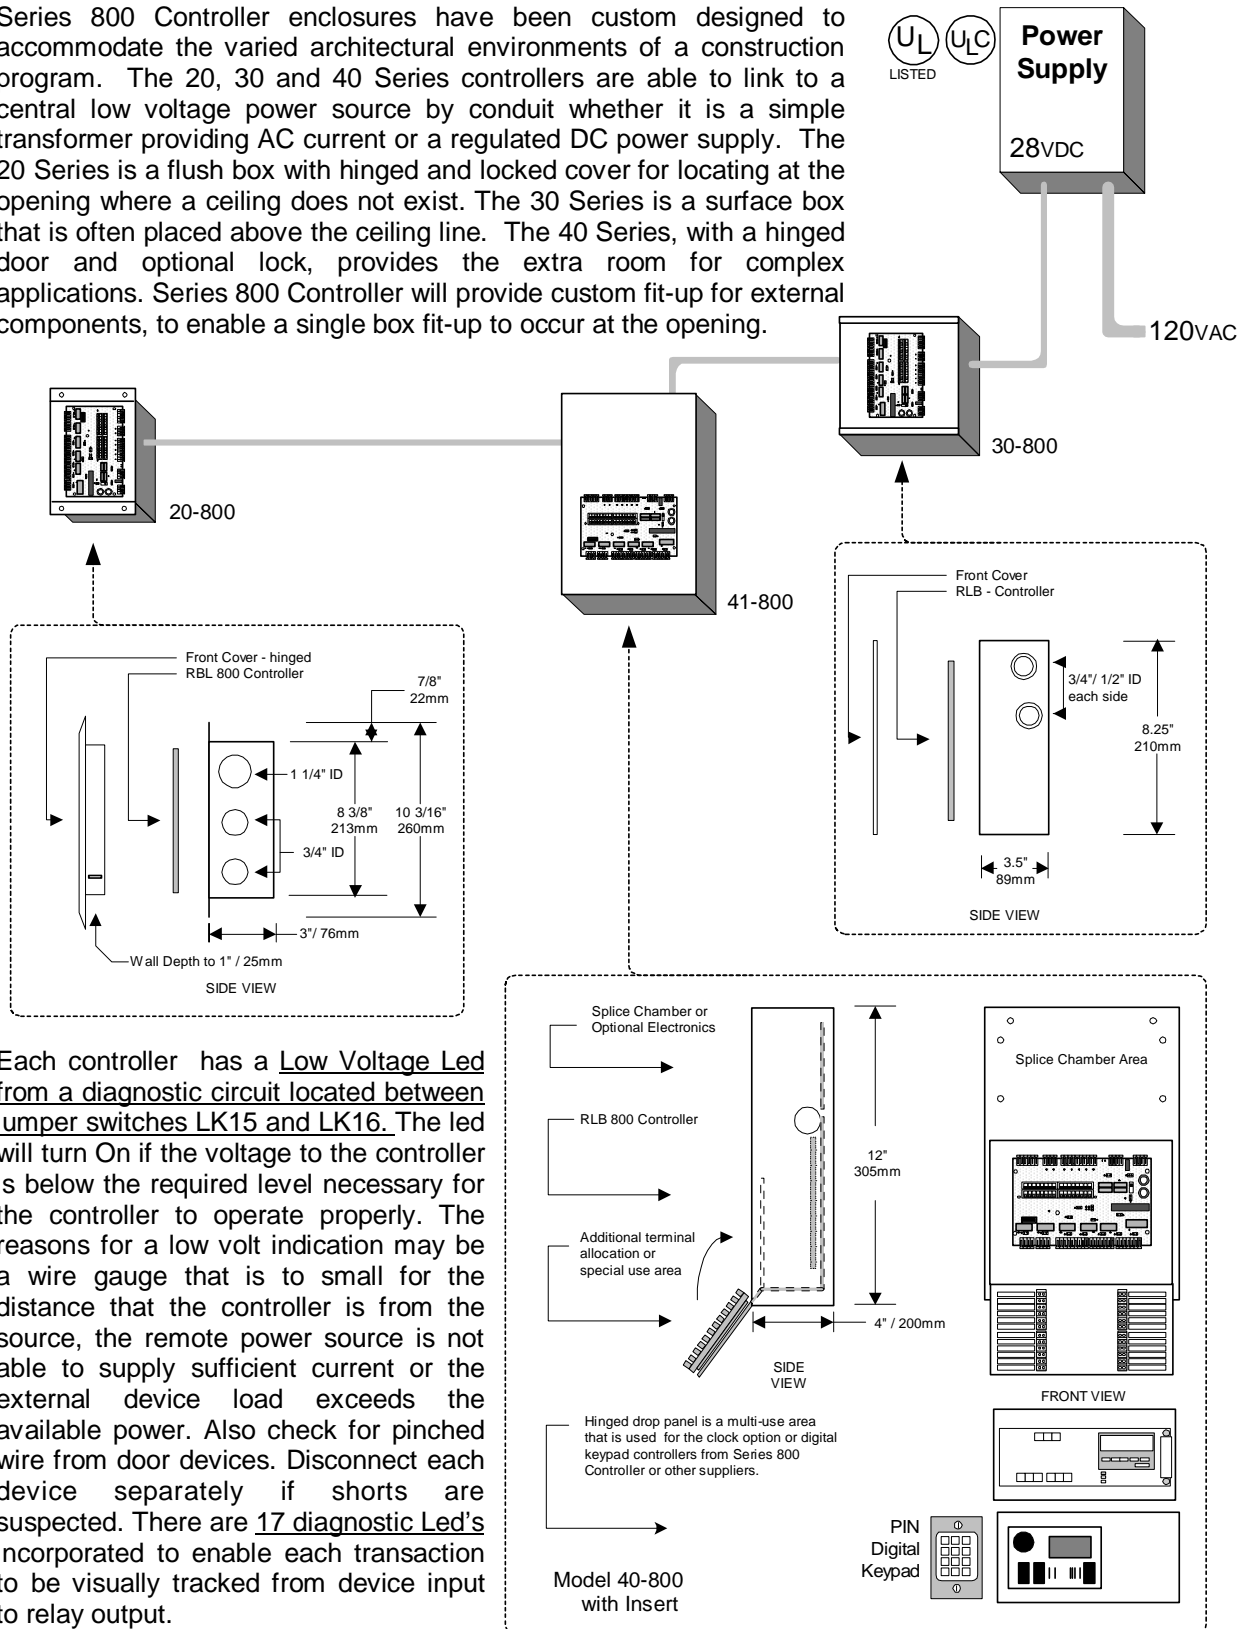 Series 800 Controller enclosures have been custom designed to
accommodate the varied architectural environments of a construction
program. The 20, 30 and 40 Series controllers are able to link to a
central low voltage power source by conduit whether it is a simple
transformer providing AC current or a regulated DC power supply. The
20 Series is a flush box with hinged and locked cover for locating at the
opening where a ceiling does not exist. The 30 Series is a surface box
that is often placed above the ceiling line. The 40 Series, with a hinged
door and optional lock, provides the extra room for complex
applications. Series 800 Controller will provide custom fit-up for external
components, to enable a single box fit-up to occur at the opening.
UL
LISTED
ULC
Power
Supply
28VDC
120VAC
30-800
20-800
41-800
Front Cover - hinged
RBL 800 Controller
7/8"
22mm
1 1/4" ID
8 3/8"
213mm
10 3/16"
260mm
3/4" ID
3"/ 76mm
Wall Depth to 1" / 25mm
SIDE VIEW
Front Cover
RLB - Controller
3/4"/ 1/2" ID
each side
8.25"
210mm
3.5"
89mm
SIDE VIEW
Each controller has a Low Voltage Led
from a diagnostic circuit located between
jumper switches LK15 and LK16. The led
will turn On if the voltage to the controller
is below the required level necessary for
the controller to operate properly. The
reasons for a low volt indication may be
a wire gauge that is to small for the
distance that the controller is from the
source, the remote power source is not
able to supply sufficient current or the
external device load exceeds the
available power. Also check for pinched
wire from door devices. Disconnect each
device separately if shorts are
suspected. There are 17 diagnostic Led's
incorporated to enable each transaction
to be visually tracked from device input
to relay output.
Splice Chamber or
Optional Electronics
RLB 800 Controller
Additional terminal
allocation or
special use area
12"
305mm
4" / 200mm
SIDE
VIEW
Splice Chamber Area
FRONT VIEW
Hinged drop panel is a multi-use area
that is used for the clock option or digital
keypad controllers from Series 800
Controller or other suppliers.
PIN
Digital
Keypad
Model 40-800
with Insert